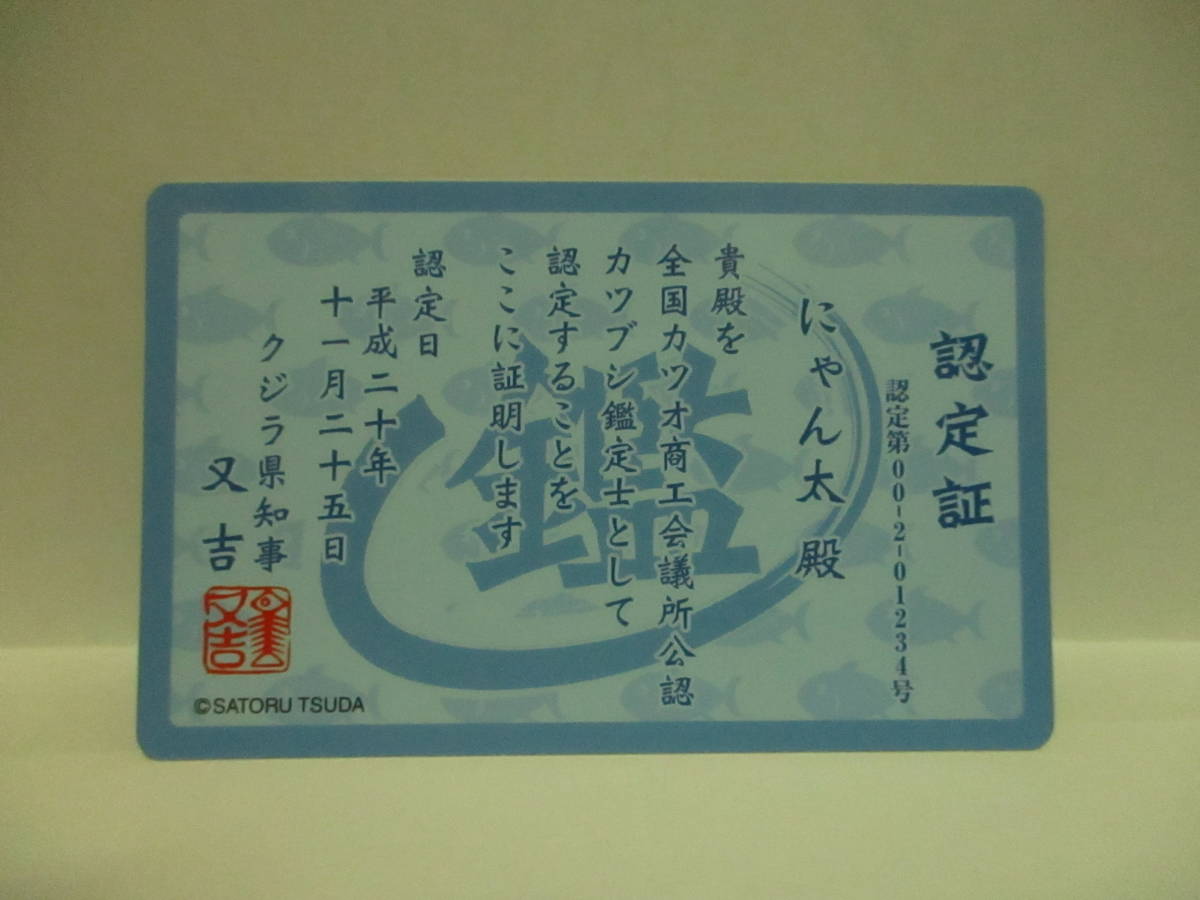 認定証
認定第00-2-01234号
にゃん太殿
貴殿を
全国カツオ商工会議所公認
カツブシ鑑定士として
認定することを
ここに証明します
認定日
平成二十年
十一月二十五日
クジラ県知事
又吉
鑑
又吉
©SATORU TSUDA